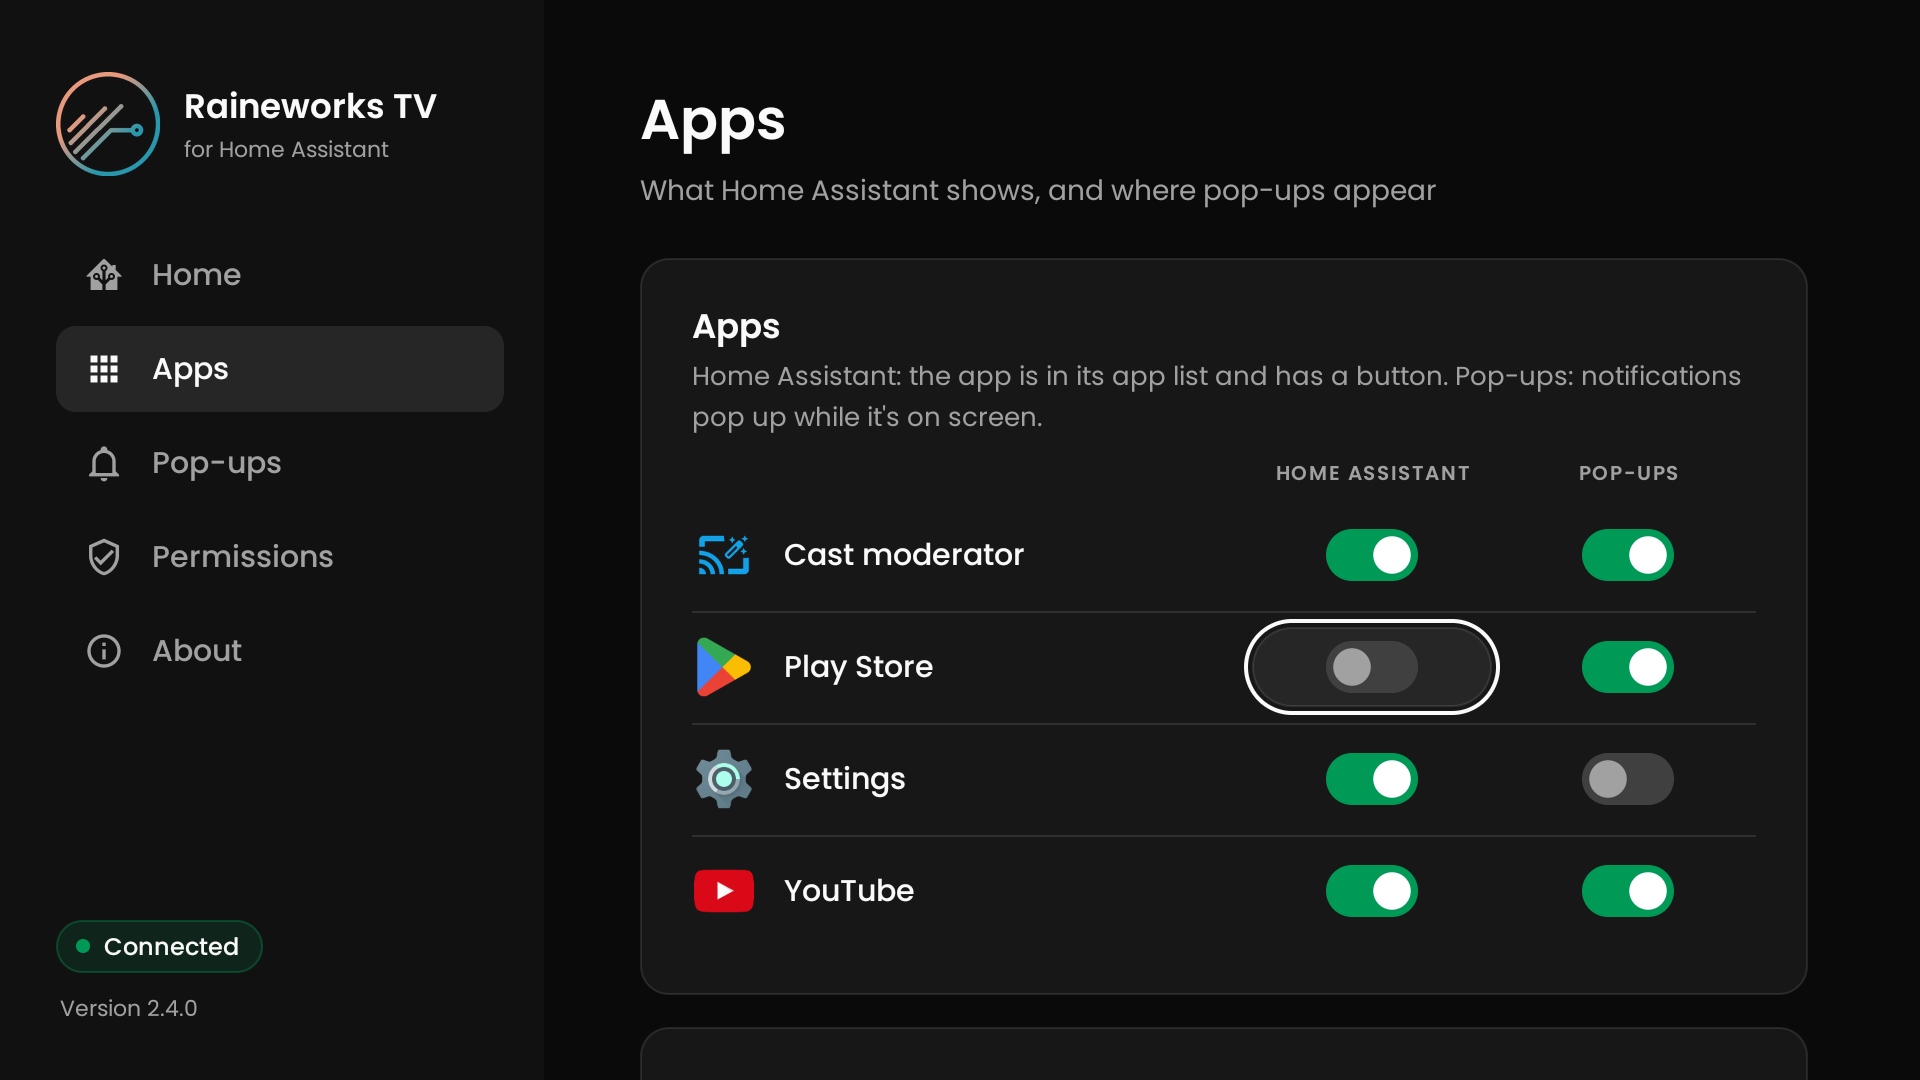 Raineworks TV
for Home Assistant
Home
Apps
Pop-ups
Permissions
About
Connected
Version 2.4.0
Apps
What Home Assistant shows, and where pop-ups appear
Apps
Home Assistant: the app is in its app list and has a button. Pop-ups: notifications
pop up while it's on screen.
HOME ASSISTANT
POP-UPS
Cast moderator
Play Store
Settings
YouTube